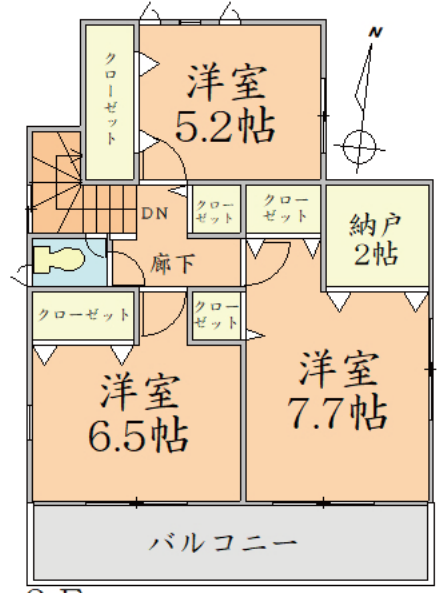 N
クローゼット
洋室
5.2帖
DN
クロー
ゼット
クロー
ゼット
納戸
2帖
廊下
クローゼット
クロー
ゼット
洋室
6.5帖
洋室
7.7帖
バルコニー